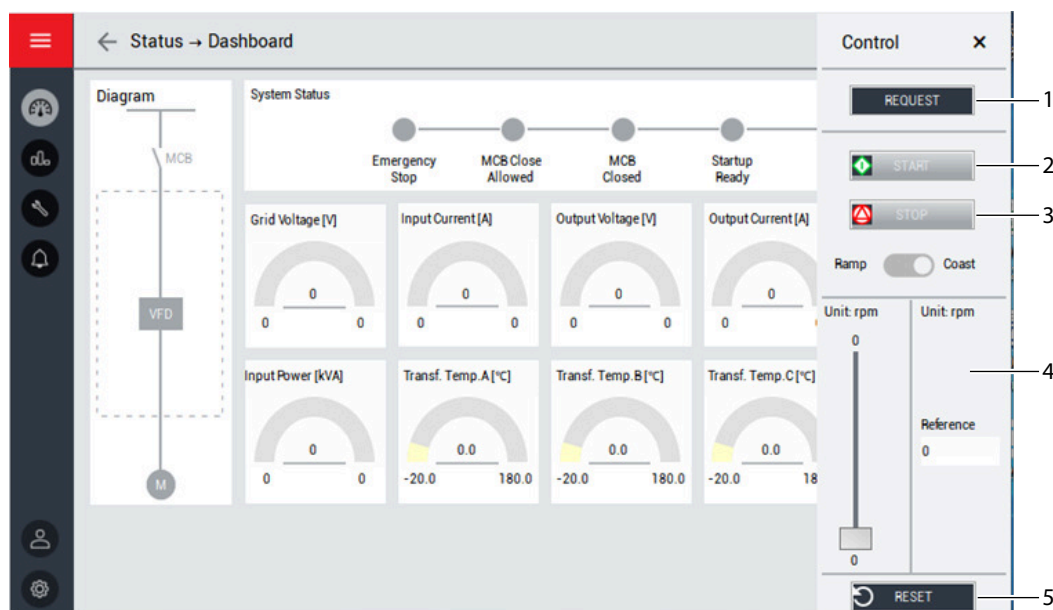 Status → Dashboard
Control
×
REQUEST
1
Diagram
MCB
VFD
M
System Status
Emergency
Stop
MCB Close
Allowed
MCB
Closed
Startup
Ready
START
2
STOP
3
Ramp
Coast
Grid Voltage [V]
0
0
0
Input Current [A]
0
0
0
Output Voltage [V]
0
0
0
Output Current [A]
0
0
Input Power [kVA]
0
0
0
Transf. Temp.A [°C]
0.0
-20.0
180.0
Transf. Temp.B [°C]
0.0
-20.0
180.0
Transf. Temp.C [°C]
0.0
-20.0
18
Unit: rpm
0
0
Unit: rpm
4
Reference
0
RESET
5